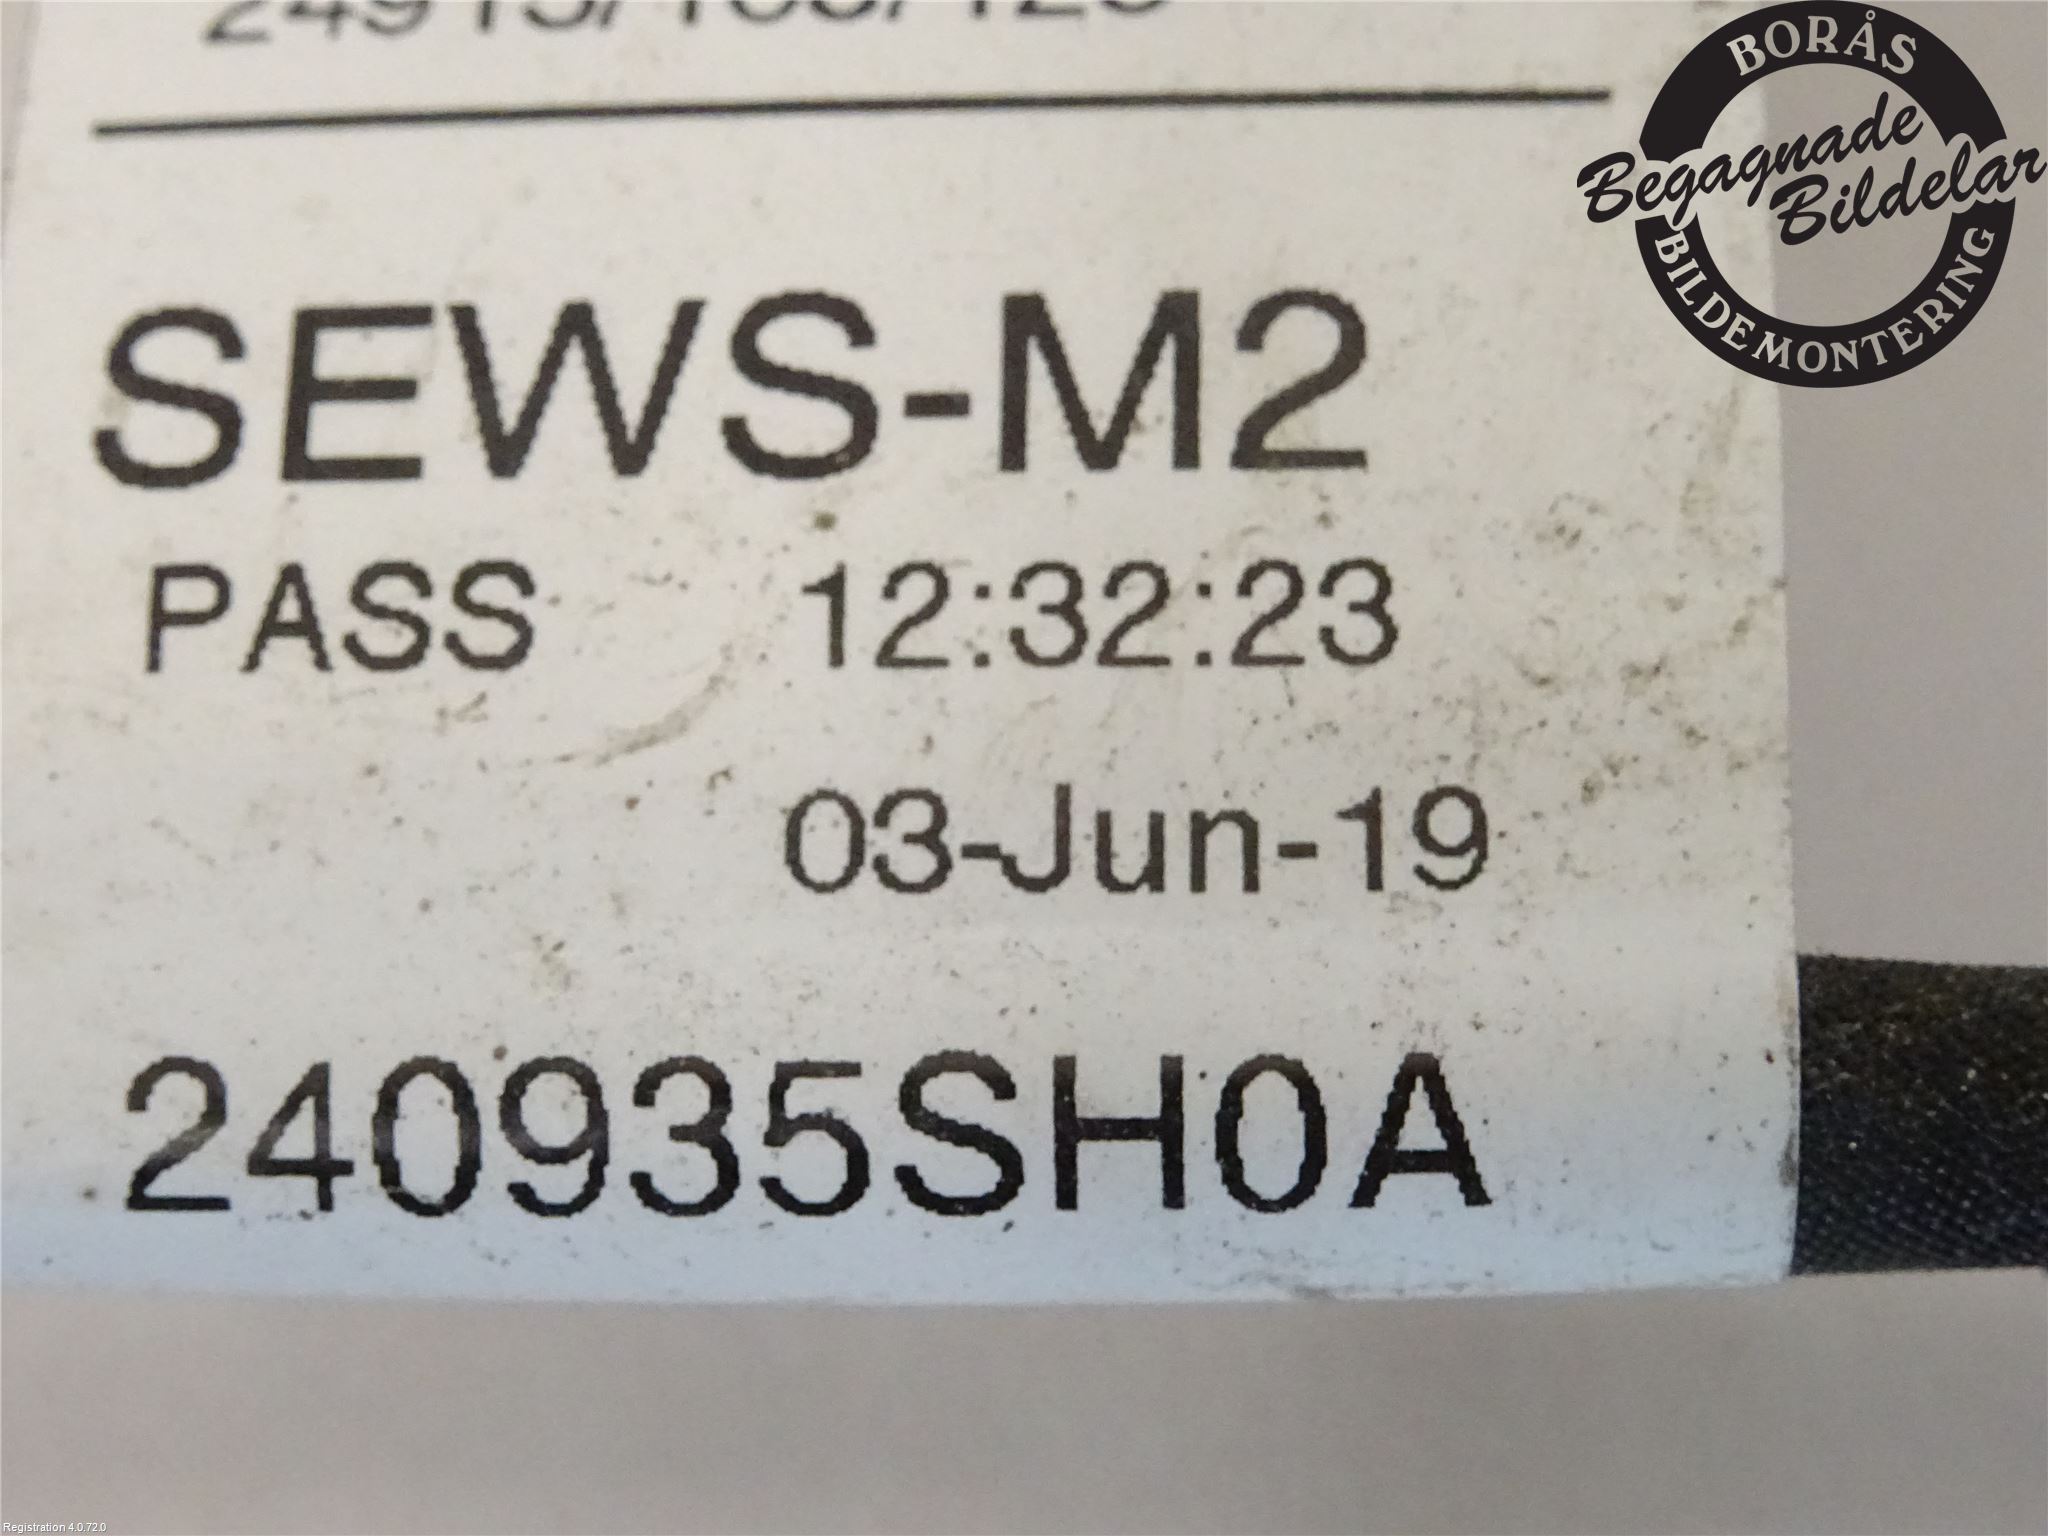 SEWS-M2
PASS 12:32:23
03-Jun-19
240935SH0A
BORÅS
Begagnade
Bildelar
BILDEMONTERING
Registration 4.0.72.0